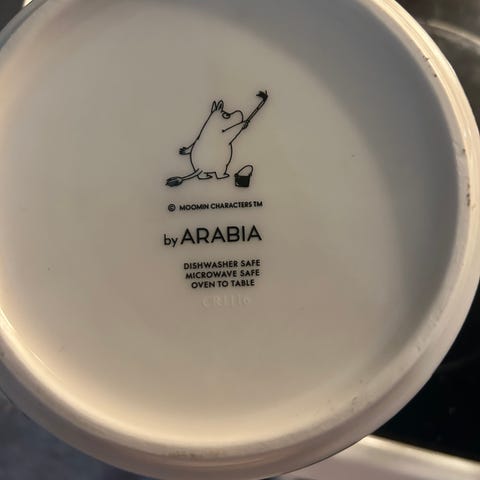 © MOOMIN CHARACTERS TM
by ARABIA
DISHWASHER SAFE
MICROWAVE SAFE
OVEN TO TABLE